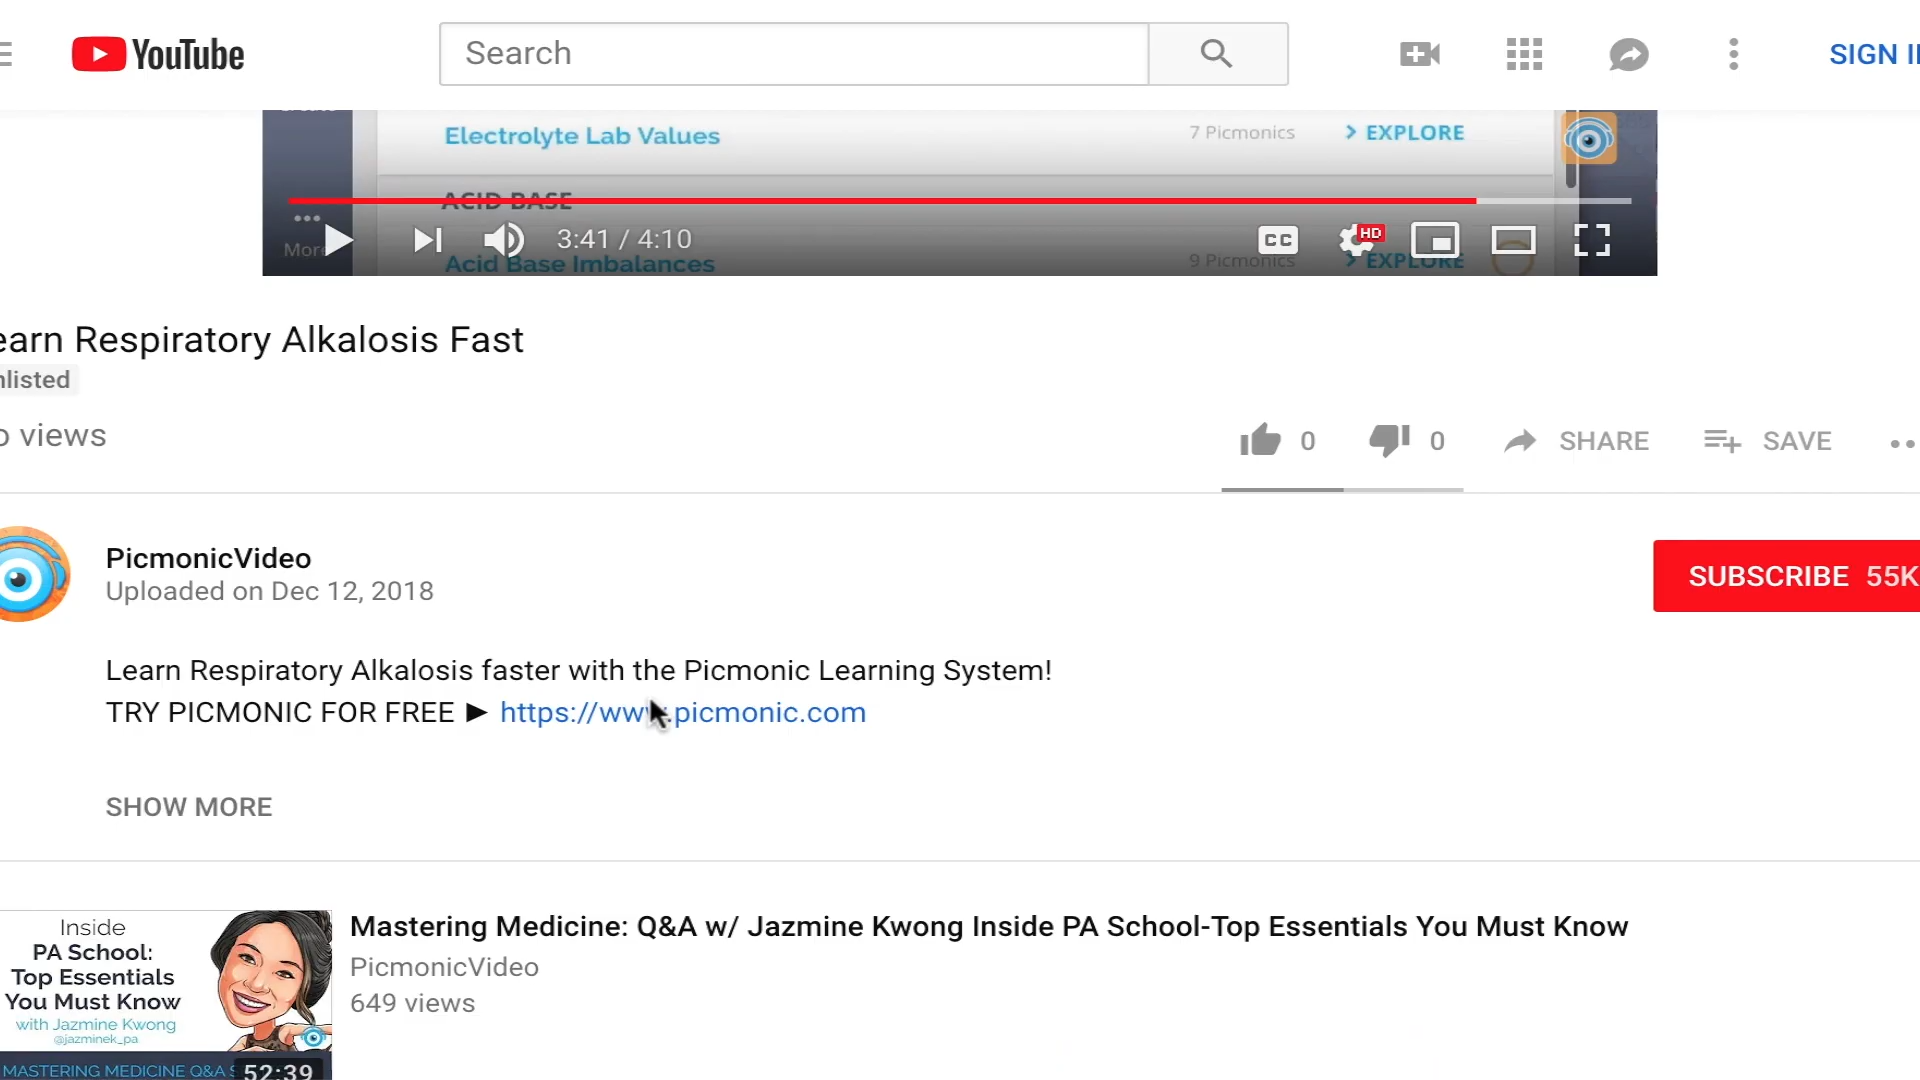 YouTube
Search
SIGN I
Electrolyte Lab Values
7 Picmonics
EXPLORE
ACID BASE
More
3:41 / 4:10
CC
HD
Acid Base Imbalances
9 Picmonics
EXPLORE
earn Respiratory Alkalosis Fast
nlisted
o views
0
0
SHARE
SAVE
PicmonicVideo
Uploaded on Dec 12, 2018
SUBSCRIBE 55K
Learn Respiratory Alkalosis faster with the Picmonic Learning System!
TRY PICMONIC FOR FREE ► https://www.picmonic.com
SHOW MORE
Inside
PA School:
Top Essentials
You Must Know
with Jazmine Kwong
@jazminek_pa
MASTERING MEDICINE Q&A S
52:39
Mastering Medicine: Q&A w/ Jazmine Kwong Inside PA School-Top Essentials You Must Know
PicmonicVideo
649 views